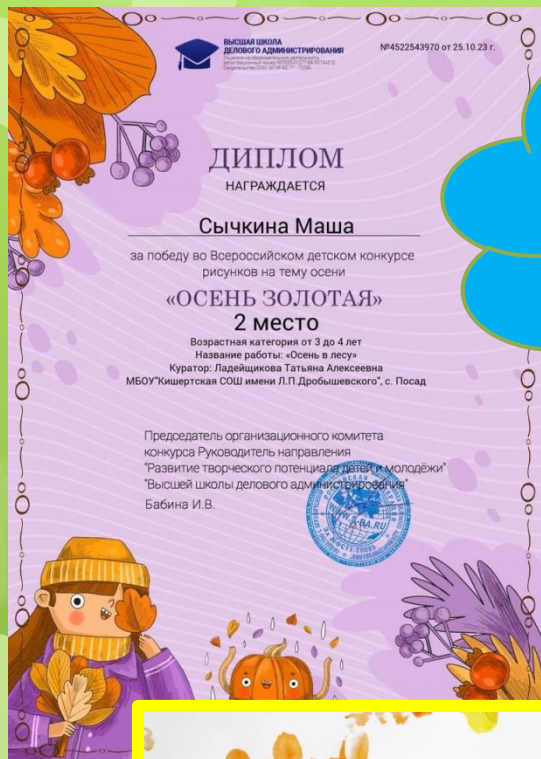 ВЫСШАЯ ШКОЛА
ДЕЛОВОГО АДМИНИСТРИРОВАНИЯ
№4522543970 от 25.10.23 г.
ДИПЛОМ
НАГРАЖДАЕТСЯ
Сычкина Маша
за победу во Всероссийском детском конкурсе
рисунков на тему осени
«ОСЕНЬ ЗОЛОТАЯ»
2 место
Возрастная категория от 3 до 4 лет
Название работы: «Осень в лесу»
Куратор: Ладейщикова Татьяна Алексеевна
МБОУ"Кишертская СОШ имени Л.П.Дробышевского", с. Посад
Председатель организационного комитета
конкурса Руководитель направления
"Развитие творческого потенциала детей и молодёжи"
"Высшей школы делового администрирования"
Бабина И.В.
WWW.S-BA.RU